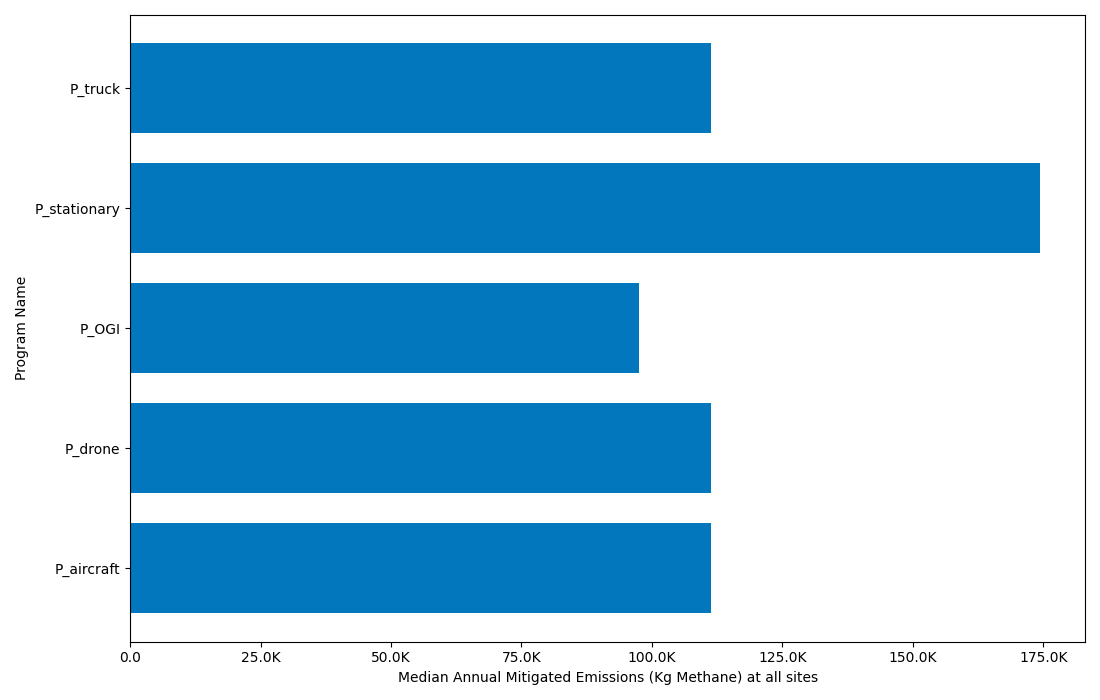 Program Name
P_truck
P_stationary
P_OGI
P_drone
P_aircraft
0.0 25.0K 50.0K 75.0K 100.0K 125.0K 150.0K 175.0K
Median Annual Mitigated Emissions (Kg Methane) at all sites